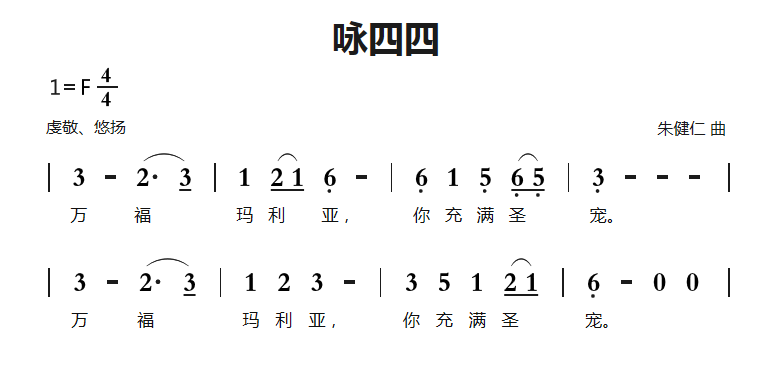 咏四四
1=F 4/4
虔敬、悠扬
朱健仁 曲
| 3 - 2· 3 | 1 2 1 6̣ - | 6̣ 1 5̣ 6̣ 5̣ | 3̣ - - - |
万 福 玛 利 亚, 你 充 满 圣 宠。
| 3 - 2· 3 | 1 2 3 - | 3 5 1 2 1 | 6̣ - 0 0 |
万 福 玛 利 亚, 你 充 满 圣 宠。